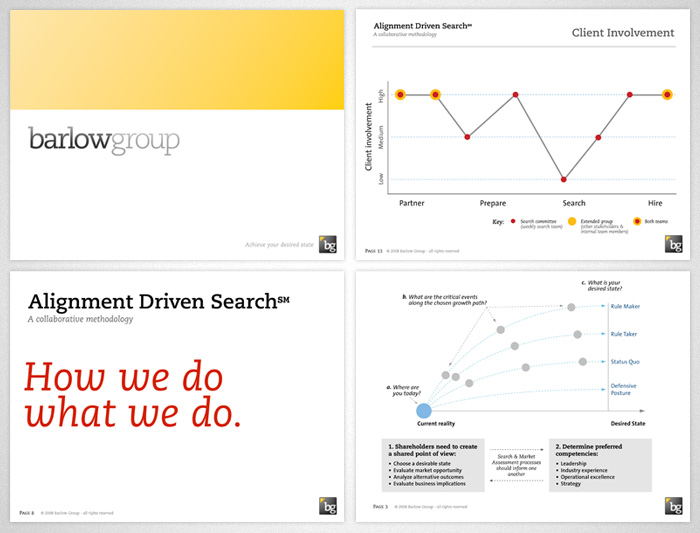 barlowgroup
Achieve your desired state
bg
Alignment Driven Search℠
A collaborative methodology
Client Involvement
Client involvement
High
Medium
Low
Partner Prepare Search Hire
Key:
Search committee
(weekly search team)
Extended group
(other stakeholders &
internal team members)
Both teams
PAGE 11 © 2008 Barlow Group - all rights reserved
bg
Alignment Driven Search℠
A collaborative methodology
How we do
what we do.
PAGE 8 © 2008 Barlow Group - all rights reserved
bg
c. What is your
desired state?
b. What are the critical events
along the chosen growth path?
Rule Maker
Rule Taker
Status Quo
Defensive
Posture
a. Where are
you today?
Current reality
Desired State
1. Shareholders need to create
a shared point of view:
• Choose a desirable state
• Evaluate market opportunity
• Analyze alternative outcomes
• Evaluate business implications
Search & Market
Assessment processes
should inform one
another
2. Determine preferred
competencies:
• Leadership
• Industry experience
• Operational excellence
• Strategy
PAGE 3 © 2008 Barlow Group - all rights reserved
bg